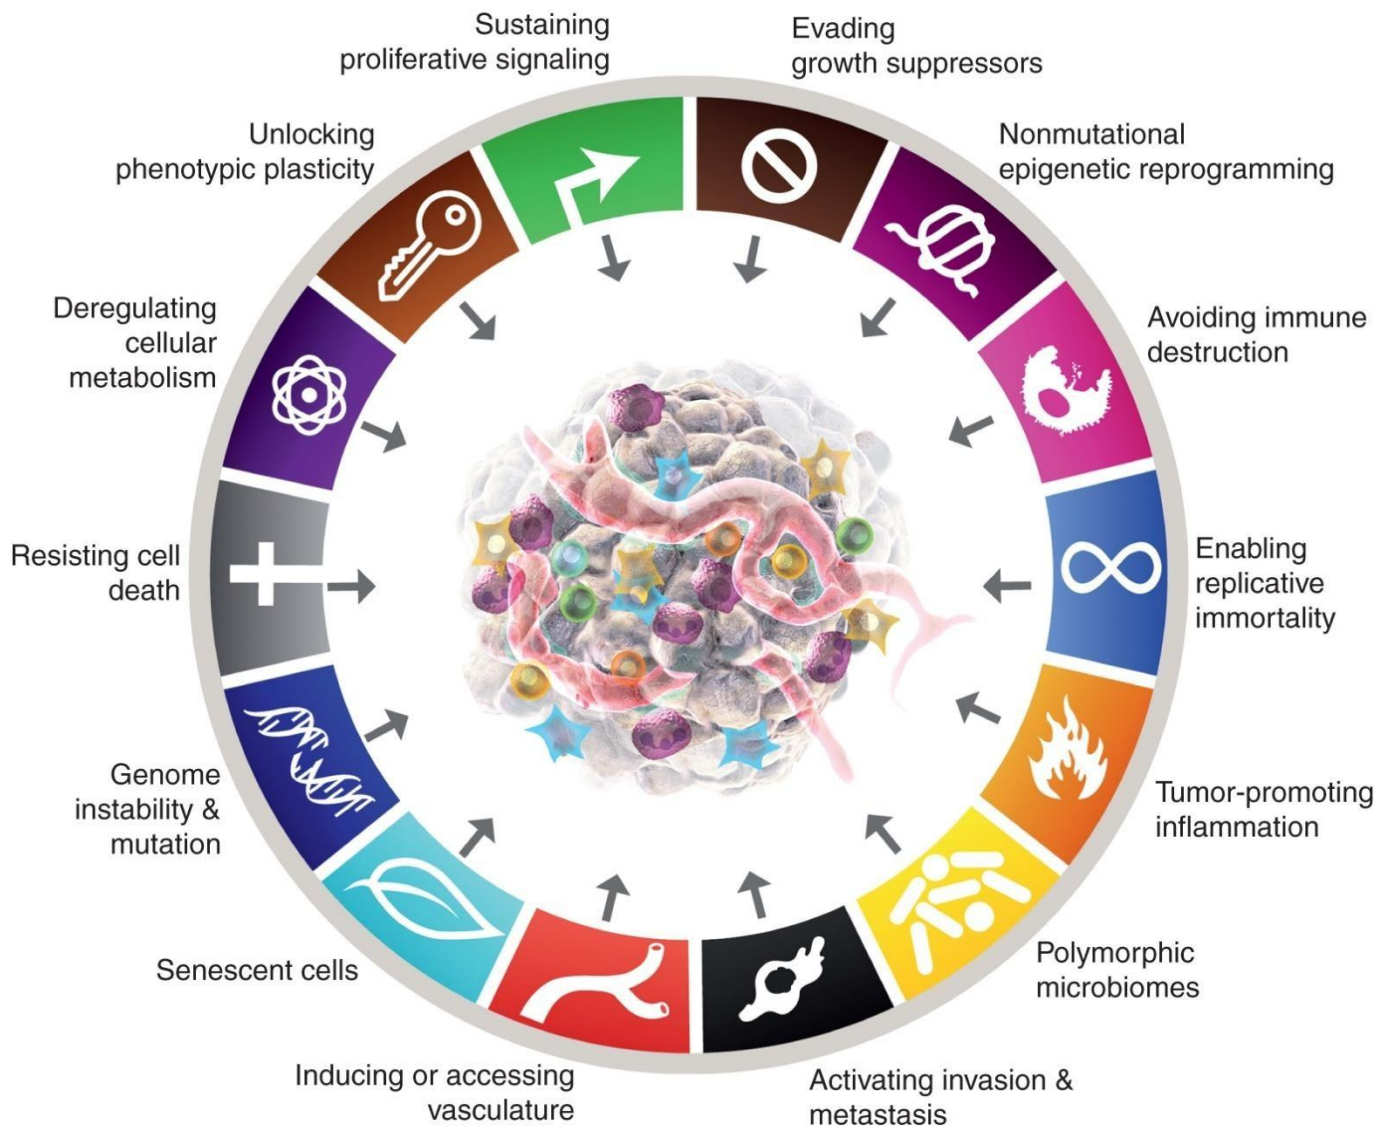 Sustaining
proliferative signaling
Evading
growth suppressors
Nonmutational
epigenetic reprogramming
Avoiding immune
destruction
Enabling
replicative
immortality
Tumor-promoting
inflammation
Polymorphic
microbiomes
Activating invasion &
metastasis
Inducing or accessing
vasculature
Senescent cells
Genome
instability &
mutation
Resisting cell
death
Deregulating
cellular
metabolism
Unlocking
phenotypic plasticity